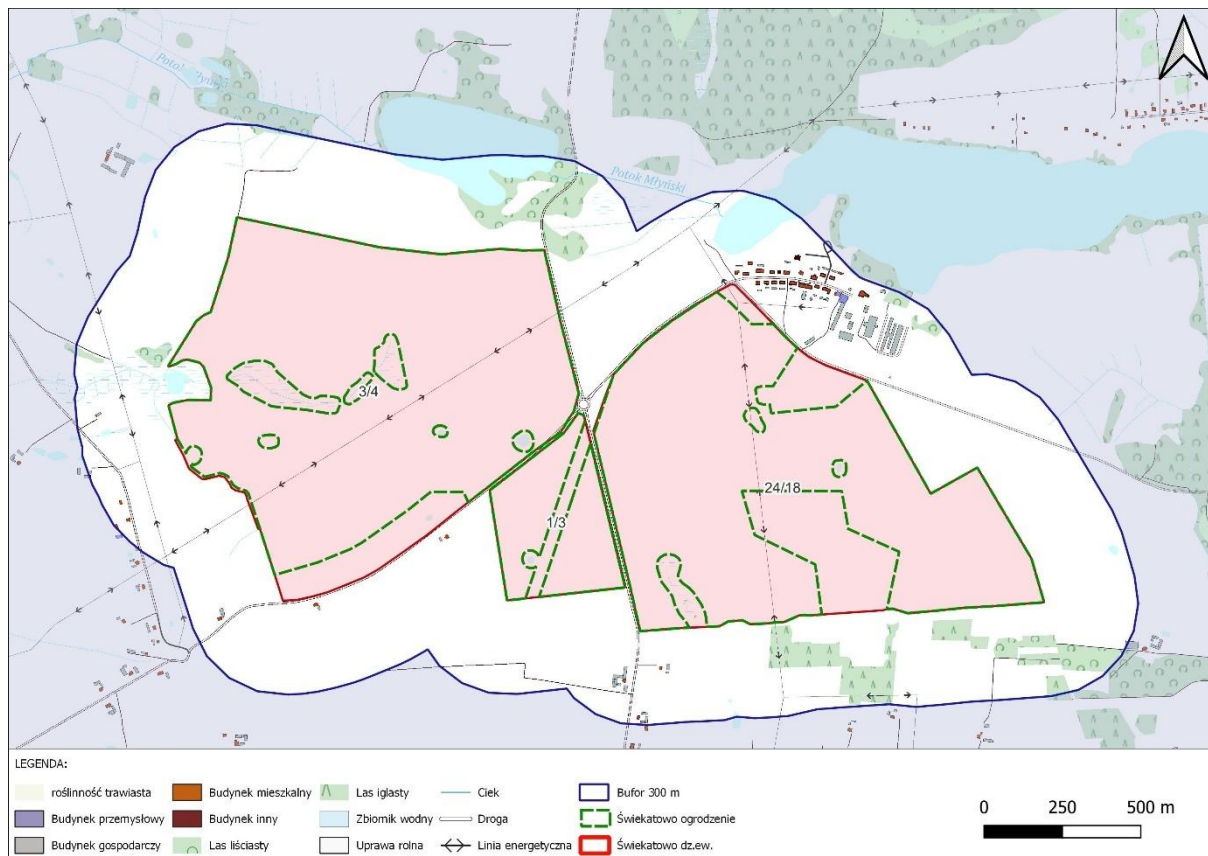 Potok Młyński
Potok Młyński
3/4
1/3
24/18
LEGENDA:
roślinność trawiasta
Budynek mieszkalny
Las iglasty
Ciek
Bufor 300 m
Budynek przemysłowy
Budynek inny
Zbiornik wodny
Droga
Świekatowo ogrodzenie
Budynek gospodarczy
Las liściasty
Uprawa rolna
Linia energetyczna
Świekatowo dz.ew.
0 250 500 m